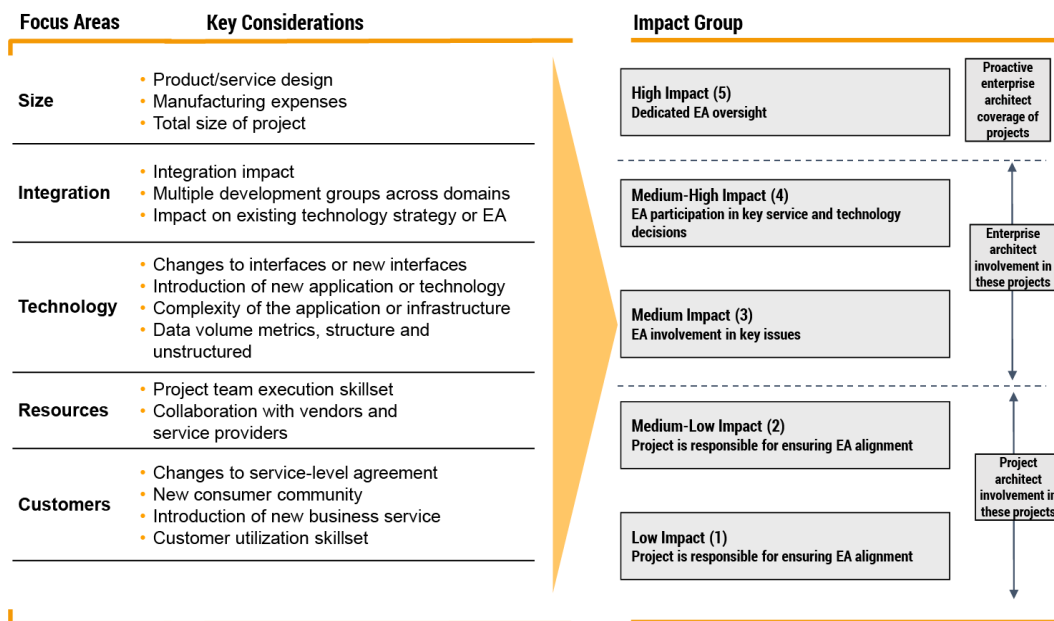 Focus Areas
Key Considerations
Size
• Product/service design
• Manufacturing expenses
• Total size of project
Integration
• Integration impact
• Multiple development groups across domains
• Impact on existing technology strategy or EA
Technology
• Changes to interfaces or new interfaces
• Introduction of new application or technology
• Complexity of the application or infrastructure
• Data volume metrics, structure and
unstructured
Resources
• Project team execution skillset
• Collaboration with vendors and
service providers
Customers
• Changes to service-level agreement
• New consumer community
• Introduction of new business service
• Customer utilization skillset
Impact Group
High Impact (5)
Dedicated EA oversight
Proactive
enterprise
architect
coverage of
projects
Medium-High Impact (4)
EA participation in key service and technology
decisions
Medium Impact (3)
EA involvement in key issues
Enterprise
architect
involvement in
these projects
Medium-Low Impact (2)
Project is responsible for ensuring EA alignment
Low Impact (1)
Project is responsible for ensuring EA alignment
Project
architect
involvement in
these projects